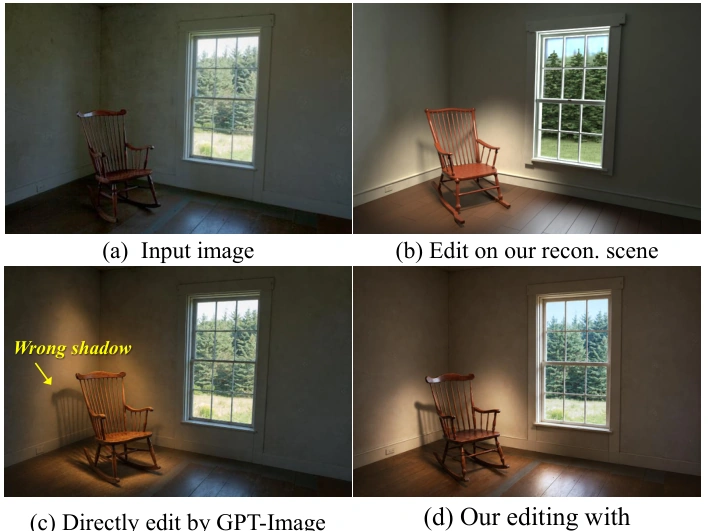 (a) Input image
(b) Edit on our recon. scene
Wrong shadow
(c) Directly edit by GPT-Image
(d) Our editing with